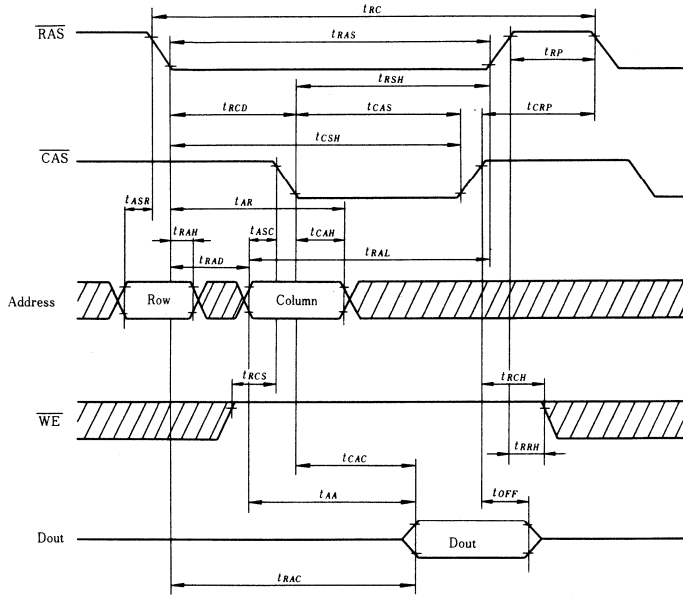 tRC
RAS
tRAS
tRP
tRSH
tRCD
tCAS
tCRP
tCSH
CAS
tASR
tAR
tRAH
tASC
tCAH
tRAD
tRAL
Address
Row
Column
tRCS
tRCH
WE
tRRH
tCAC
tAA
tOFF
Dout
Dout
tRAC